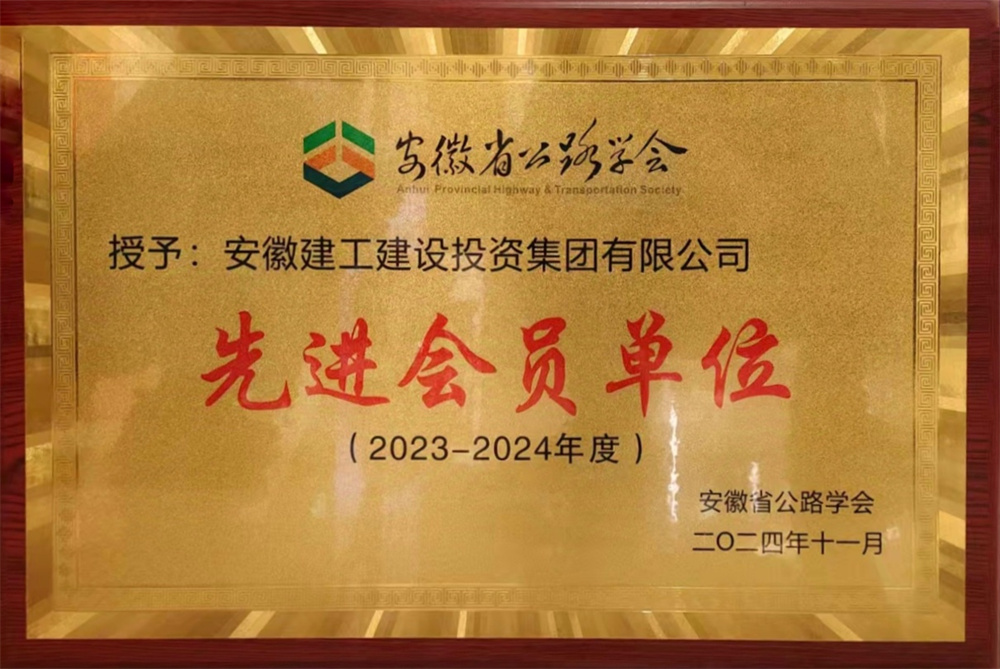 安徽省公路学会
Anhui Provincial Highway & Transportation Society
授予：安徽建工建设投资集团有限公司
先进会员单位
（2023-2024年度）
安徽省公路学会
二〇二四年十一月